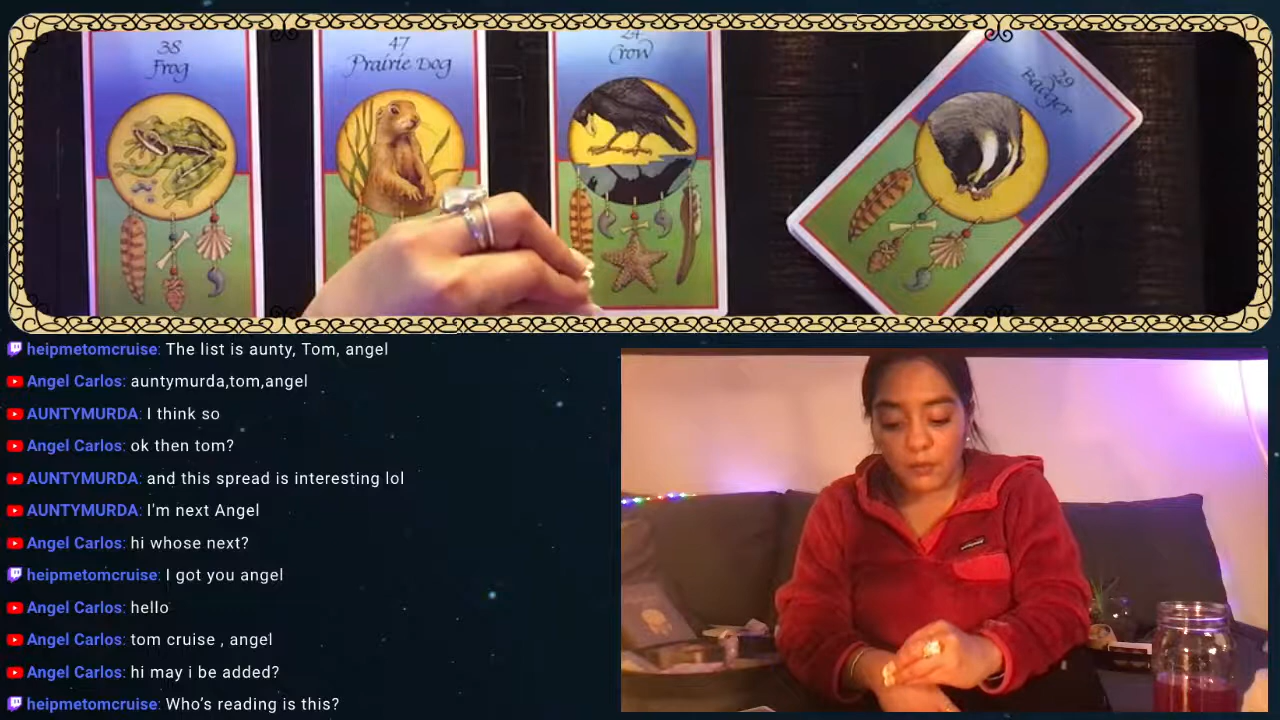 38
Frog
47
Prairie Dog
24
Crow
29
Badger
heipmetomcruise: The list is aunty, Tom, angel
Angel Carlos: auntymurda,tom,angel
AUNTYMURDA: I think so
Angel Carlos: ok then tom?
AUNTYMURDA: and this spread is interesting lol
AUNTYMURDA: I'm next Angel
Angel Carlos: hi whose next?
heipmetomcruise: I got you angel
Angel Carlos: hello
Angel Carlos: tom cruise , angel
Angel Carlos: hi may i be added?
heipmetomcruise: Who's reading is this?